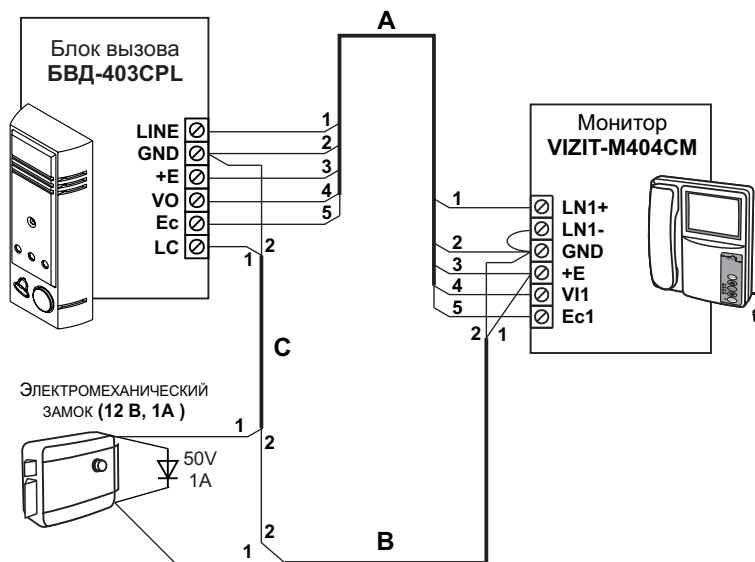 A
Блок вызова
БВД-403CPL
LINE
GND
+E
VO
Ec
LC
1
2
3
4
5
2
1
Монитор
VIZIT-M404CM
1
2
3
4
5
LN1+
LN1-
GND
+E
VI1
Ec1
2 1
C
ЭЛЕКТРОМЕХАНИЧЕСКИЙ
ЗАМОК (12 В, 1А )
1
2
50V
1A
2
1
B